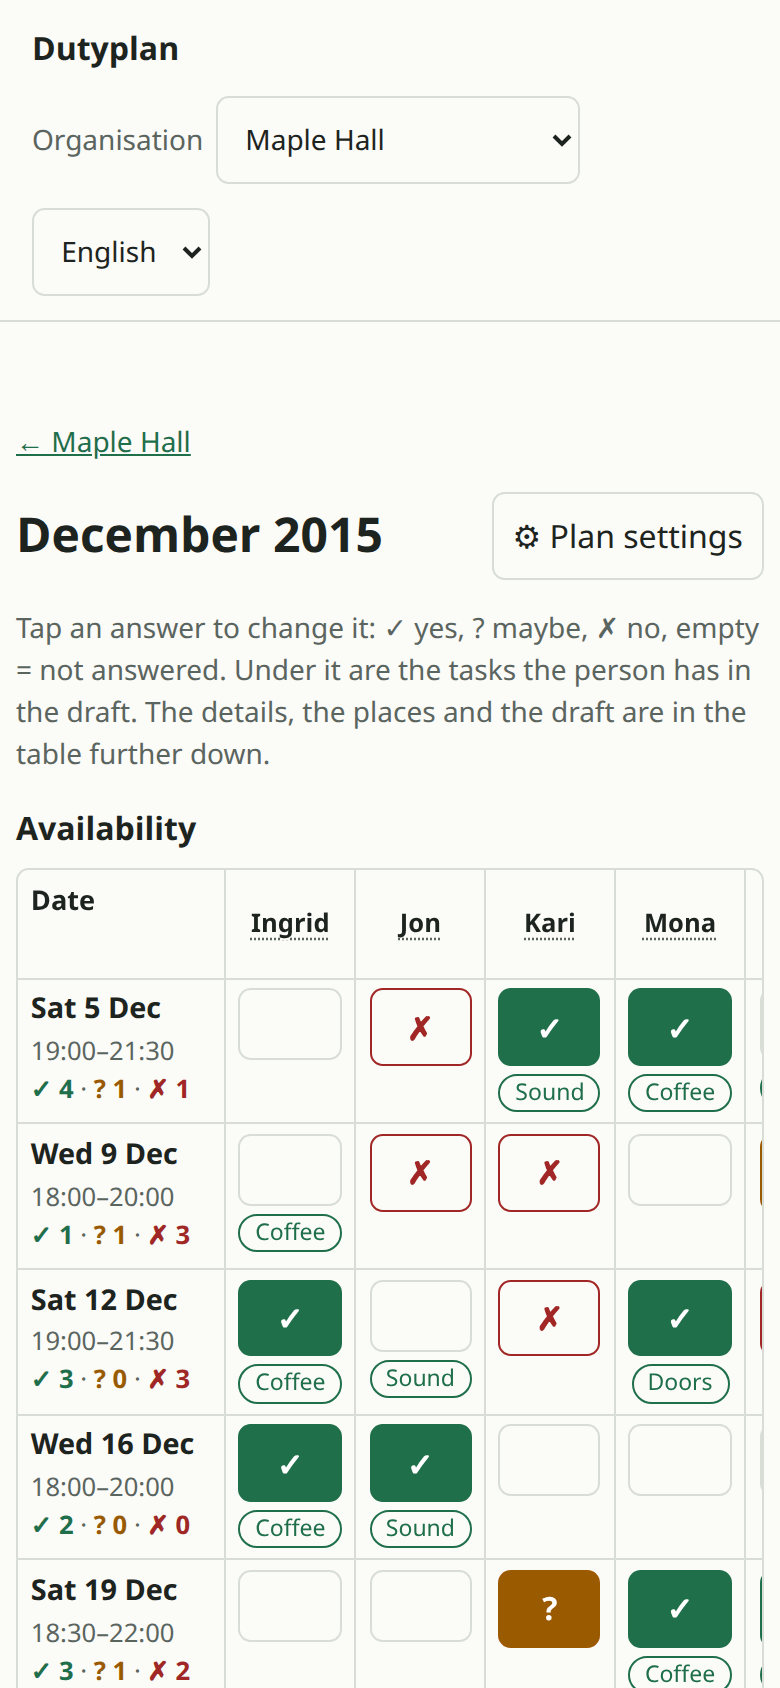 Dutyplan
Organisation Maple Hall
English
← Maple Hall
December 2015 ⚙ Plan settings
Tap an answer to change it: ✓ yes, ? maybe, ✗ no, empty
= not answered. Under it are the tasks the person has in
the draft. The details, the places and the draft are in the
table further down.
Availability
Date Ingrid Jon Kari Mona
Sat 5 Dec ✗ ✓ ✓
19:00–21:30
✓ 4 · ? 1 · ✗ 1 Sound Coffee
Wed 9 Dec ✗ ✗
18:00–20:00
✓ 1 · ? 1 · ✗ 3 Coffee
Sat 12 Dec ✓ ✗ ✓
19:00–21:30
✓ 3 · ? 0 · ✗ 3 Coffee Sound Doors
Wed 16 Dec ✓ ✓
18:00–20:00
✓ 2 · ? 0 · ✗ 0 Coffee Sound
Sat 19 Dec ? ✓
18:30–22:00
✓ 3 · ? 1 · ✗ 2 Coffee